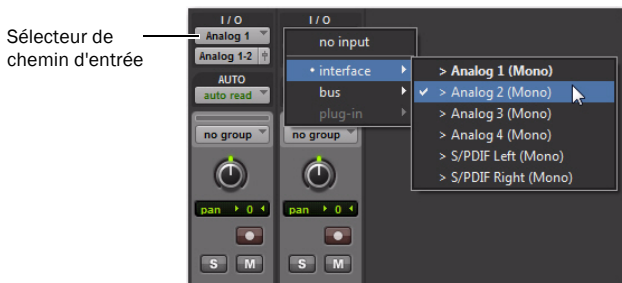 Sélecteur de
chemin d'entrée
I / O
Analog 1
Analog 1-2
AUTO
auto read
no group
pan 0
S M
I / O
no input
• interface
bus
plug-in
> Analog 1 (Mono)
✓ > Analog 2 (Mono)
> Analog 3 (Mono)
> Analog 4 (Mono)
> S/PDIF Left (Mono)
> S/PDIF Right (Mono)
no group
pan 0
S M